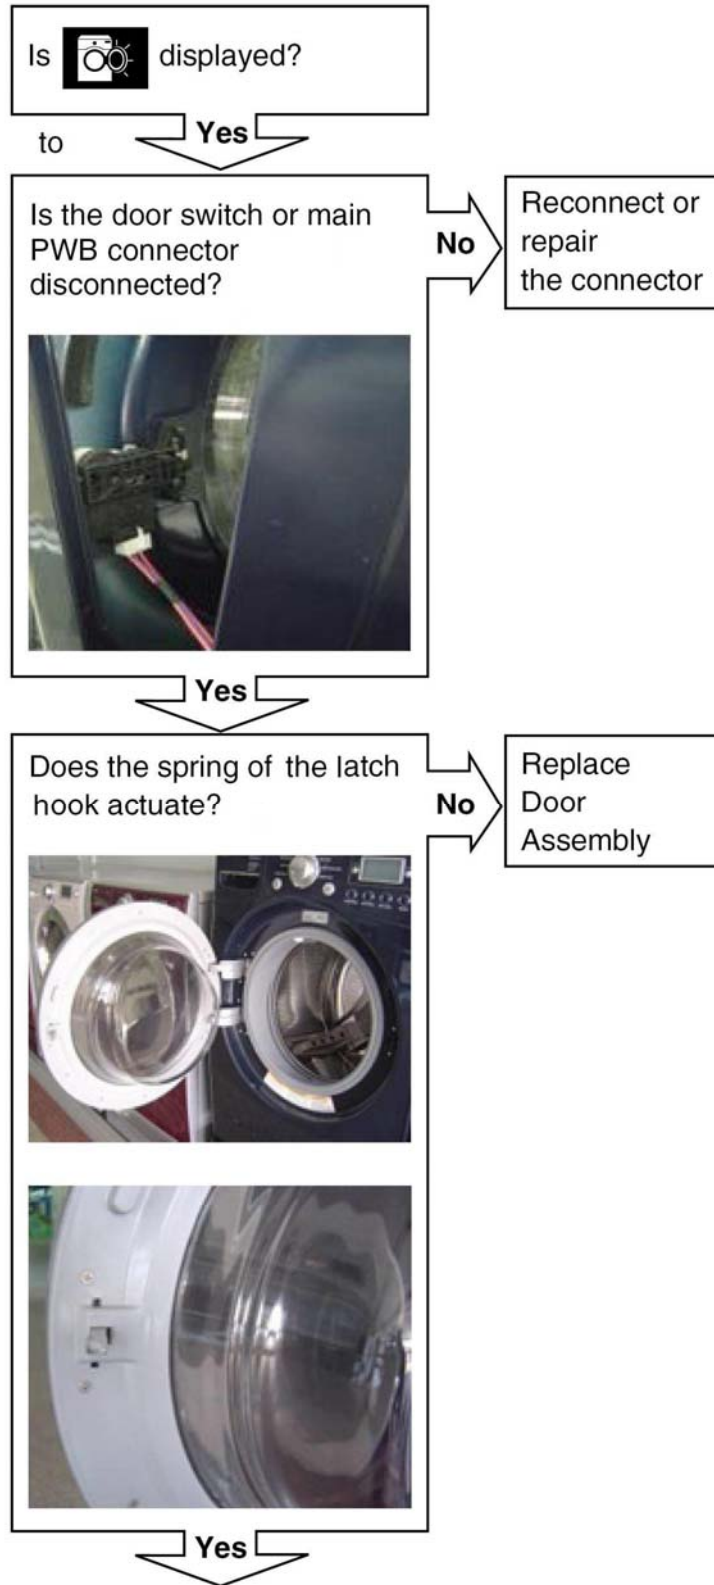 Is displayed?
Yes
to
Is the door switch or main
PWB connector
disconnected?
No
Reconnect or
repair
the connector
Yes
Does the spring of the latch
hook actuate?
No
Replace
Door
Assembly
Yes